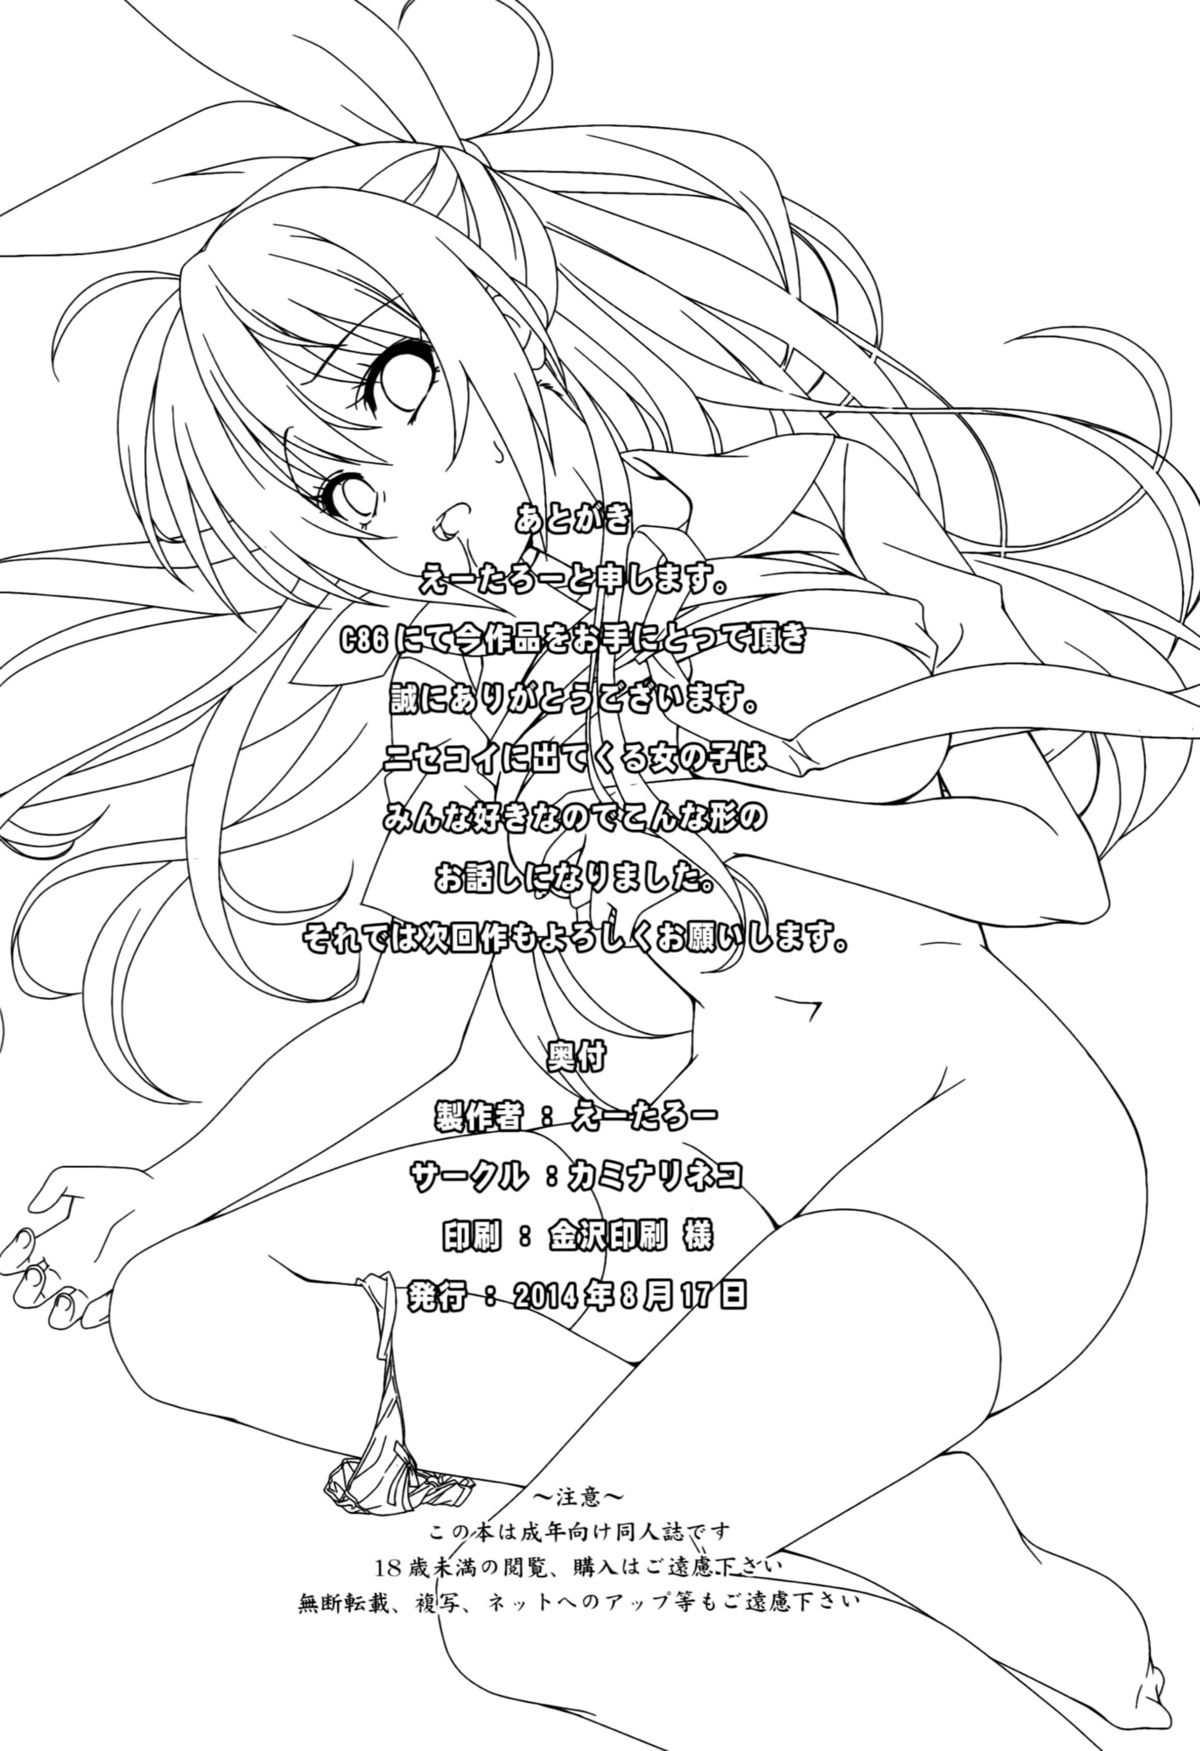 あとがき
えーたろーと申します。
C86にて今作品をお手にとって頂き
誠にありがとうございます。
ニセコイに出てくる女の子は
みんな好きなのでこんな形の
お話しになりました。
それでは次回作もよろしくお願いします。
奥付
製作者 : えーたろー
サークル : カミナリネコ
印刷 : 金沢印刷 様
発行 : 2014年8月17日
〜注意〜
この本は成年向け同人誌です
18歳未満の閲覧、購入はご遠慮下さい
無断転載、複写、ネットへのアップ等もご遠慮下さい